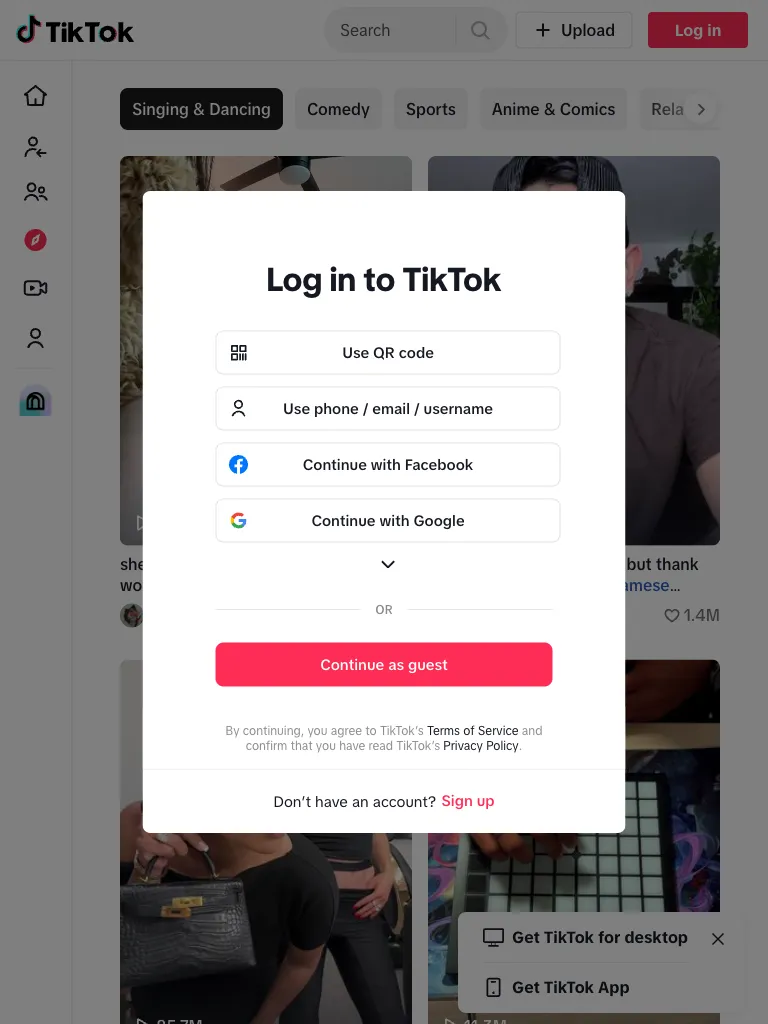 TikTok
Search
Upload
Log in
Singing & Dancing
Comedy
Sports
Anime & Comics
Rela
Log in to TikTok
Use QR code
Use phone / email / username
Continue with Facebook
Continue with Google
OR
Continue as guest
By continuing, you agree to TikTok's Terms of Service and
confirm that you have read TikTok's Privacy Policy.
Don't have an account? Sign up
she
wo
but thank
amese...
1.4M
Get TikTok for desktop
Get TikTok App